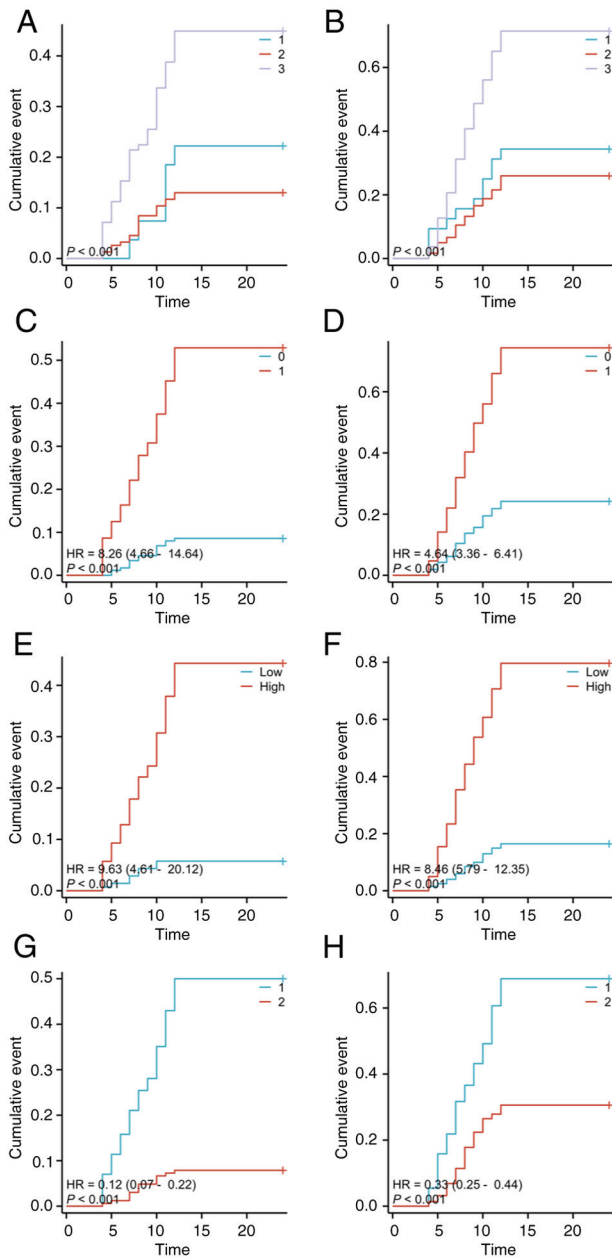 A
Cumulative event
0.4
0.3
0.2
0.1
0.0
1
2
3
P < 0.001
0 5 10 15 20
Time
B
Cumulative event
0.6
0.4
0.2
0.0
1
2
3
P < 0.001
0 5 10 15 20
Time
C
Cumulative event
0.5
0.4
0.3
0.2
0.1
0.0
0
1
HR = 8.26 (4.66 - 14.64)
P < 0.001
0 5 10 15 20
Time
D
Cumulative event
0.6
0.4
0.2
0.0
0
1
HR = 4.64 (3.36 - 6.41)
P < 0.001
0 5 10 15 20
Time
E
Cumulative event
0.4
0.3
0.2
0.1
0.0
Low
High
HR = 9.63 (4.61 - 20.12)
P < 0.001
0 5 10 15 20
Time
F
Cumulative event
0.8
0.6
0.4
0.2
0.0
Low
High
HR = 8.46 (5.79 - 12.35)
P < 0.001
0 5 10 15 20
Time
G
Cumulative event
0.5
0.4
0.3
0.2
0.1
0.0
1
2
HR = 0.12 (0.07 - 0.22)
P < 0.001
0 5 10 15 20
Time
H
Cumulative event
0.6
0.4
0.2
0.0
1
2
HR = 0.33 (0.25 - 0.44)
P < 0.001
0 5 10 15 20
Time